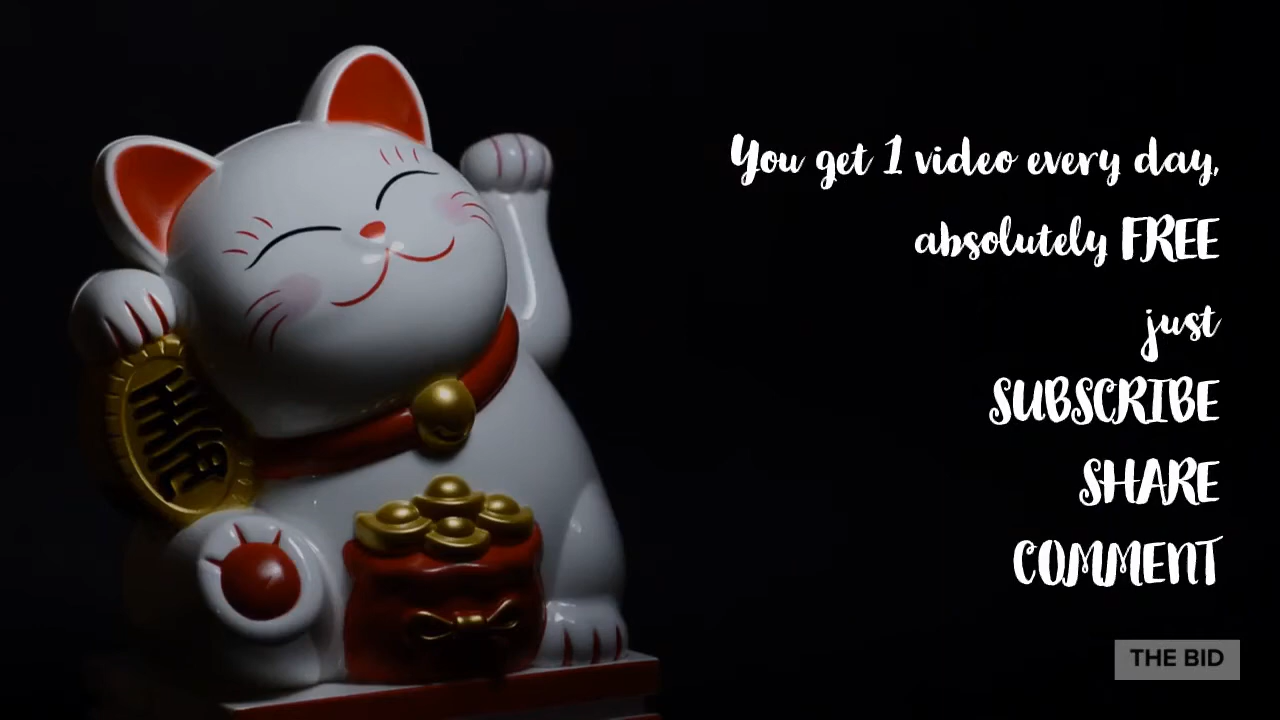 You get 1 video every day,
absolutely FREE
just
SUBSCRIBE
SHARE
COMMENT
THE BID